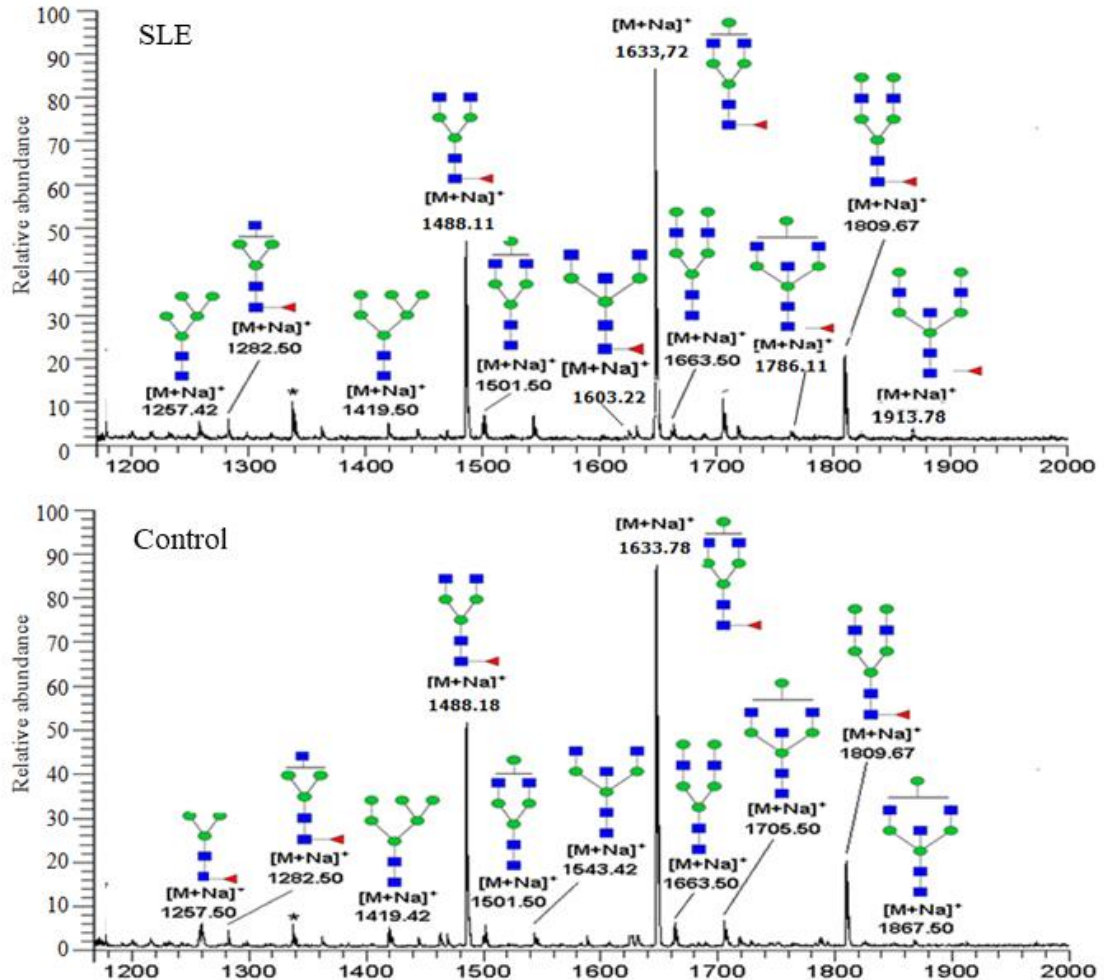 SLE
Relative abundance
100
90
80
70
60
50
40
30
20
10
0
[M+Na]⁺
1257.42
[M+Na]⁺
1282.50
*
[M+Na]⁺
1419.50
[M+Na]⁺
1488.11
[M+Na]⁺
1501.50
[M+Na]⁺
1603.22
[M+Na]⁺
1633,72
[M+Na]⁺
1663.50
[M+Na]⁺
1786.11
[M+Na]⁺
1809.67
[M+Na]⁺
1913.78
1200 1300 1400 1500 1600 1700 1800 1900 2000
Control
Relative abundance
100
90
80
70
60
50
40
30
20
10
0
[M+Na]⁺
1257.50
[M+Na]⁺
1282.50
*
[M+Na]⁺
1419.42
[M+Na]⁺
1488.18
[M+Na]⁺
1501.50
[M+Na]⁺
1543.42
[M+Na]⁺
1633.78
[M+Na]⁺
1663.50
[M+Na]⁺
1705.50
[M+Na]⁺
1809.67
[M+Na]⁺
1867.50
1200 1300 1400 1500 1600 1700 1800 1900 2000